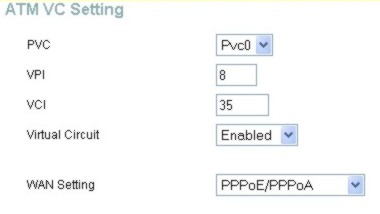 ATM VC Setting
PVC Pvc0
VPI 8
VCI 35
Virtual Circuit Enabled
WAN Setting PPPoE/PPPoA